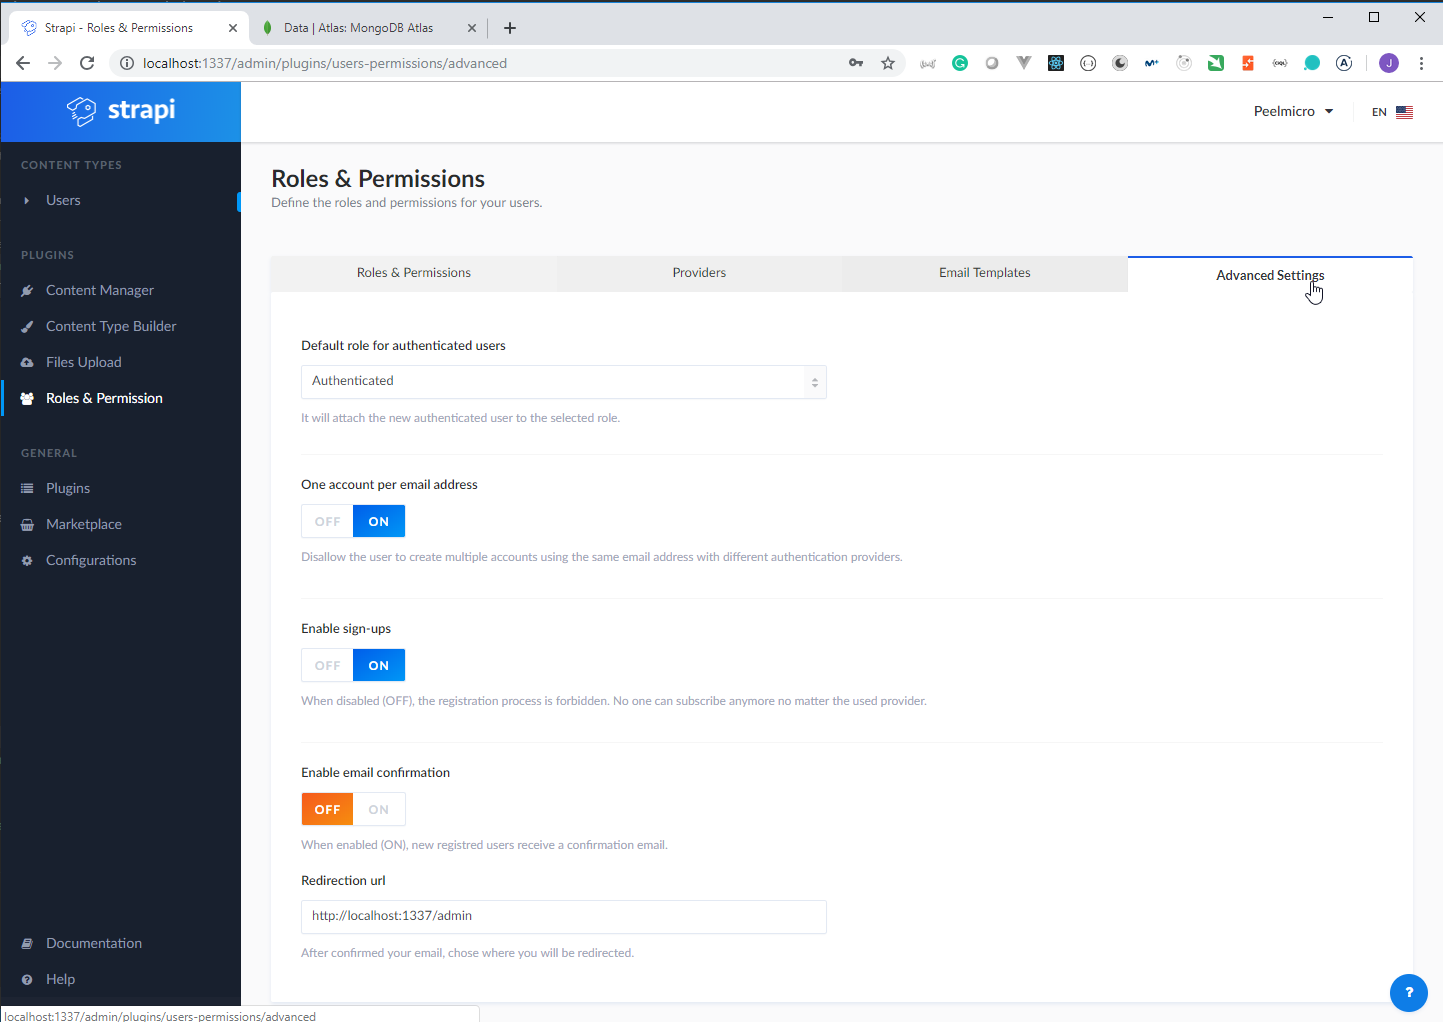 Strapi - Roles & Permissions
Data | Atlas: MongoDB Atlas
localhost:1337/admin/plugins/users-permissions/advanced
J
strapi
Peelmicro
EN
CONTENT TYPES
Users
PLUGINS
Content Manager
Content Type Builder
Files Upload
Roles & Permission
GENERAL
Plugins
Marketplace
Configurations
Documentation
Help
Roles & Permissions
Define the roles and permissions for your users.
Roles & Permissions
Providers
Email Templates
Advanced Settings
Default role for authenticated users
Authenticated
It will attach the new authenticated user to the selected role.
One account per email address
OFF ON
Disallow the user to create multiple accounts using the same email address with different authentication providers.
Enable sign-ups
OFF ON
When disabled (OFF), the registration process is forbidden. No one can subscribe anymore no matter the used provider.
Enable email confirmation
OFF ON
When enabled (ON), new registred users receive a confirmation email.
Redirection url
http://localhost:1337/admin
After confirmed your email, chose where you will be redirected.
?
localhost:1337/admin/plugins/users-permissions/advanced